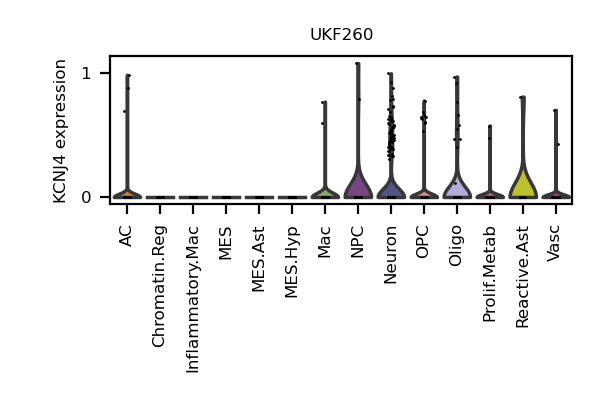 UKF260
KCNJ4 expression
1
0
AC
Chromatin.Reg
Inflammatory.Mac
MES
MES.Ast
MES.Hyp
Mac
NPC
Neuron
OPC
Oligo
Prolif.Metab
Reactive.Ast
Vasc